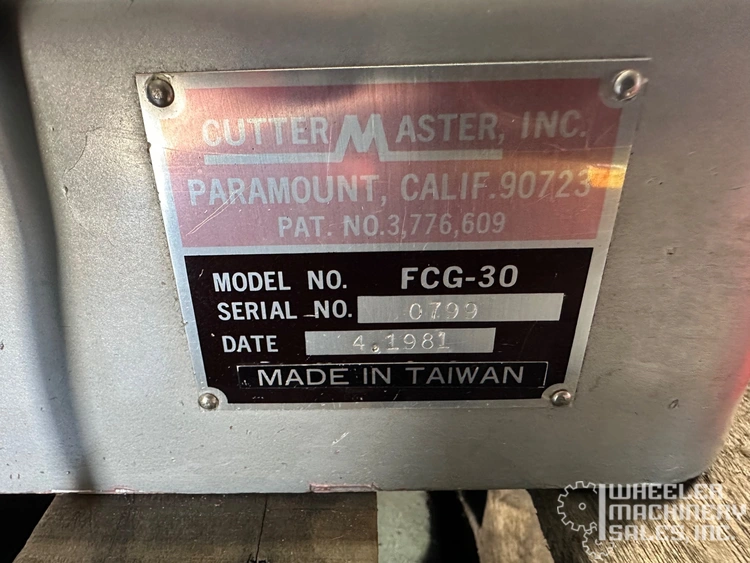 CUTTER MASTER, INC.
PARAMOUNT, CALIF. 90723
PAT. NO. 3,776,609
MODEL NO. FCG-30
SERIAL NO. 0799
DATE 4.1981
MADE IN TAIWAN
WHEELER
MACHINERY
SALES, INC.